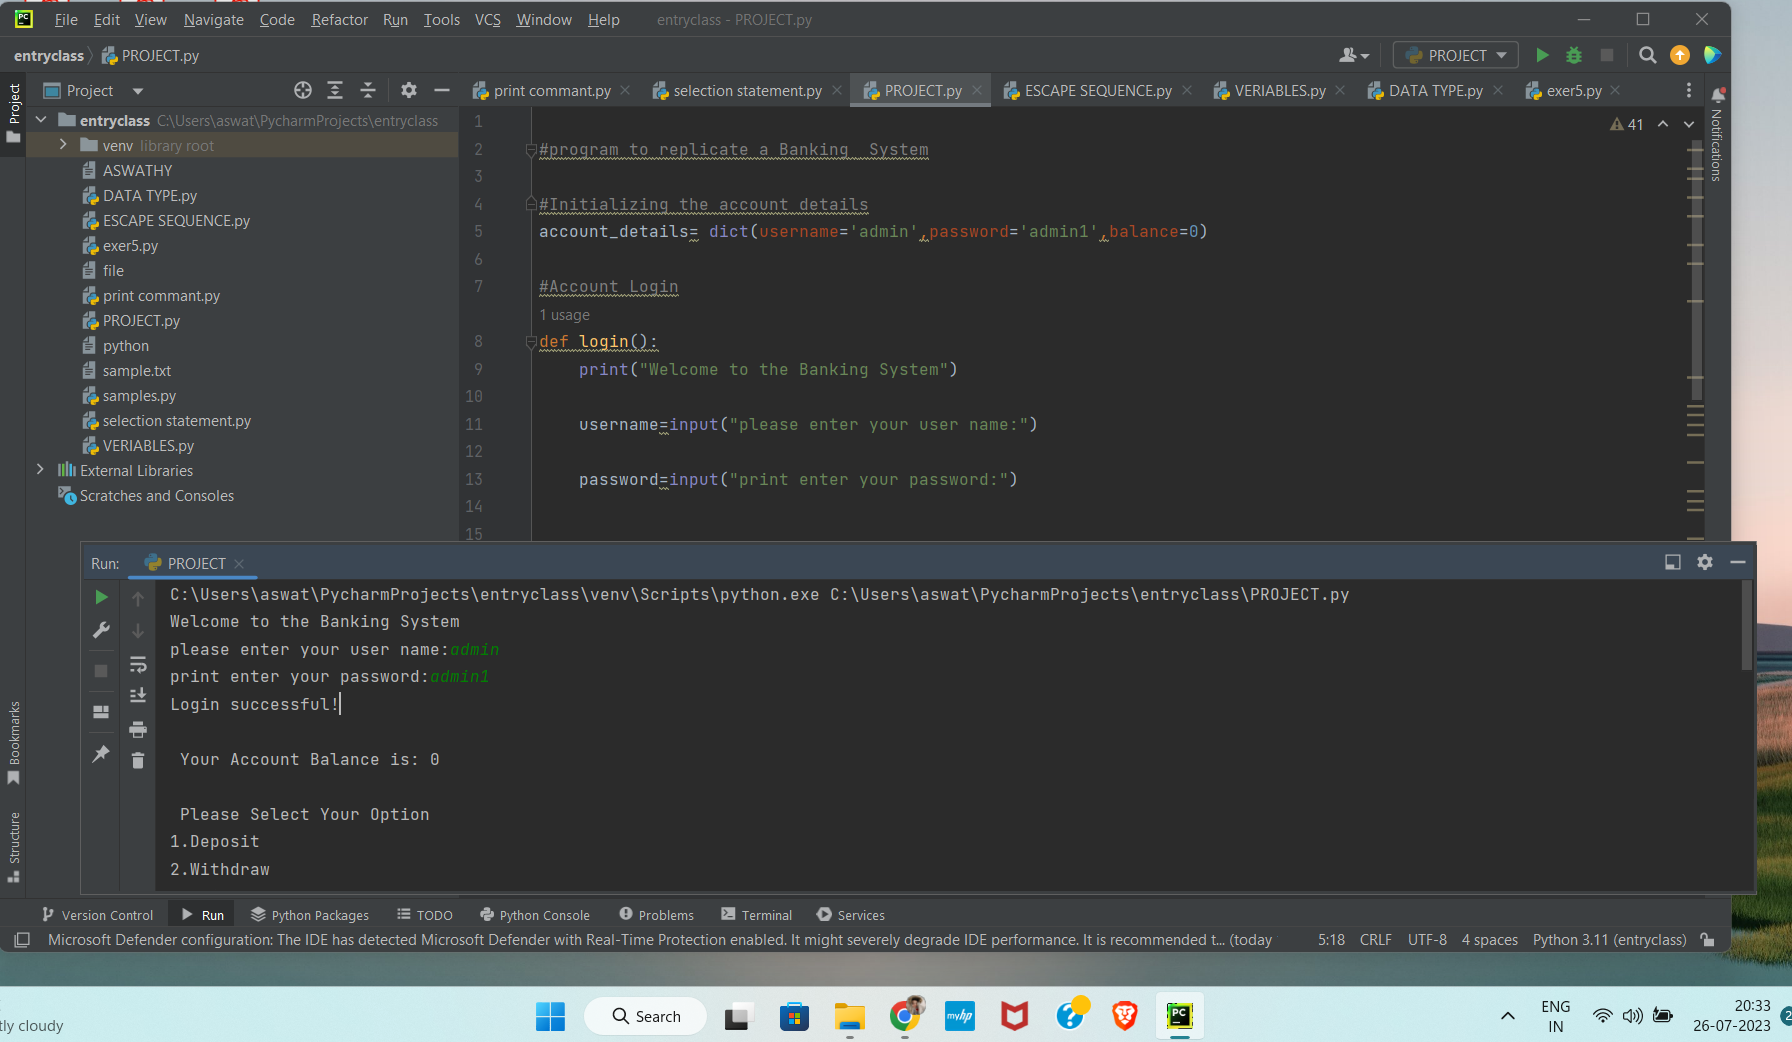 File Edit View Navigate Code Refactor Run Tools VCS Window Help entryclass - PROJECT.py
entryclass PROJECT.py PROJECT
Project print commant.py selection statement.py PROJECT.py ESCAPE SEQUENCE.py VERIABLES.py DATA TYPE.py exer5.py
Project
Bookmarks
Structure
Notifications
entryclass C:\Users\aswat\PycharmProjects\entryclass
venv library root
ASWATHY
DATA TYPE.py
ESCAPE SEQUENCE.py
exer5.py
file
print commant.py
PROJECT.py
python
sample.txt
samples.py
selection statement.py
VERIABLES.py
External Libraries
Scratches and Consoles
41
1
2 #program to replicate a Banking  System
3
4 #Initializing the account details
5 account_details= dict(username='admin',password='admin1',balance=0)
6
7 #Account Login
1 usage
8 def login():
9 print("Welcome to the Banking System")
10
11 username=input("please enter your user name:")
12
13 password=input("print enter your password:")
14
15
Run: PROJECT
C:\Users\aswat\PycharmProjects\entryclass\venv\Scripts\python.exe C:\Users\aswat\PycharmProjects\entryclass\PROJECT.py
Welcome to the Banking System
please enter your user name:admin
print enter your password:admin1
Login successful!
Your Account Balance is: 0
Please Select Your Option
1.Deposit
2.Withdraw
Version Control Run Python Packages TODO Python Console Problems Terminal Services
Microsoft Defender configuration: The IDE has detected Microsoft Defender with Real-Time Protection enabled. It might severely degrade IDE performance. It is recommended t... (today 5:18 CRLF UTF-8 4 spaces Python 3.11 (entryclass)
tly cloudy
Search
myhp
PC
ENG
IN
20:33
26-07-2023
2